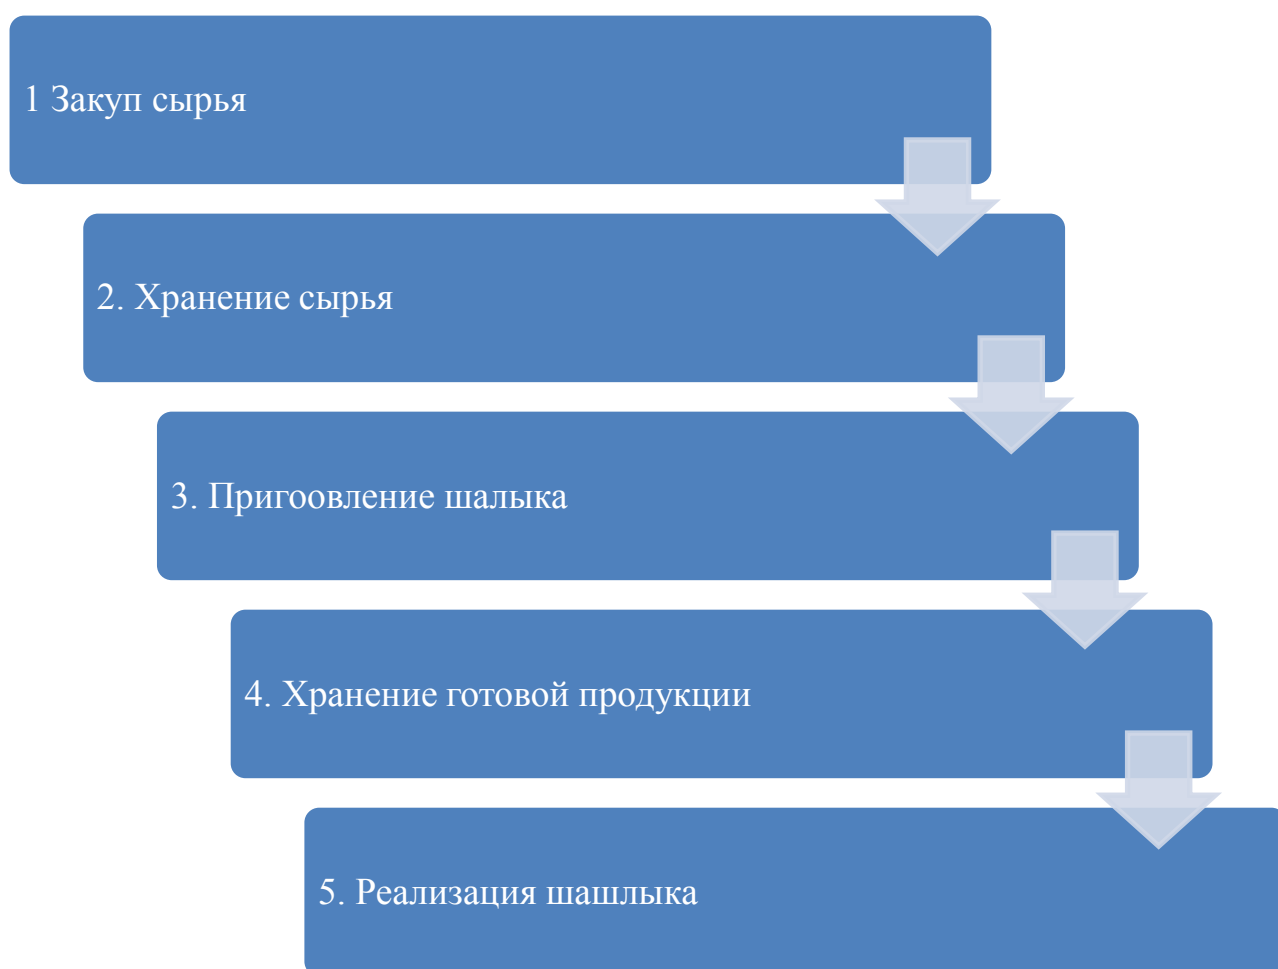 1 Закуп сырья
2. Хранение сырья
3. Пригоовление шалыка
4. Хранение готовой продукции
5. Реализация шашлыка